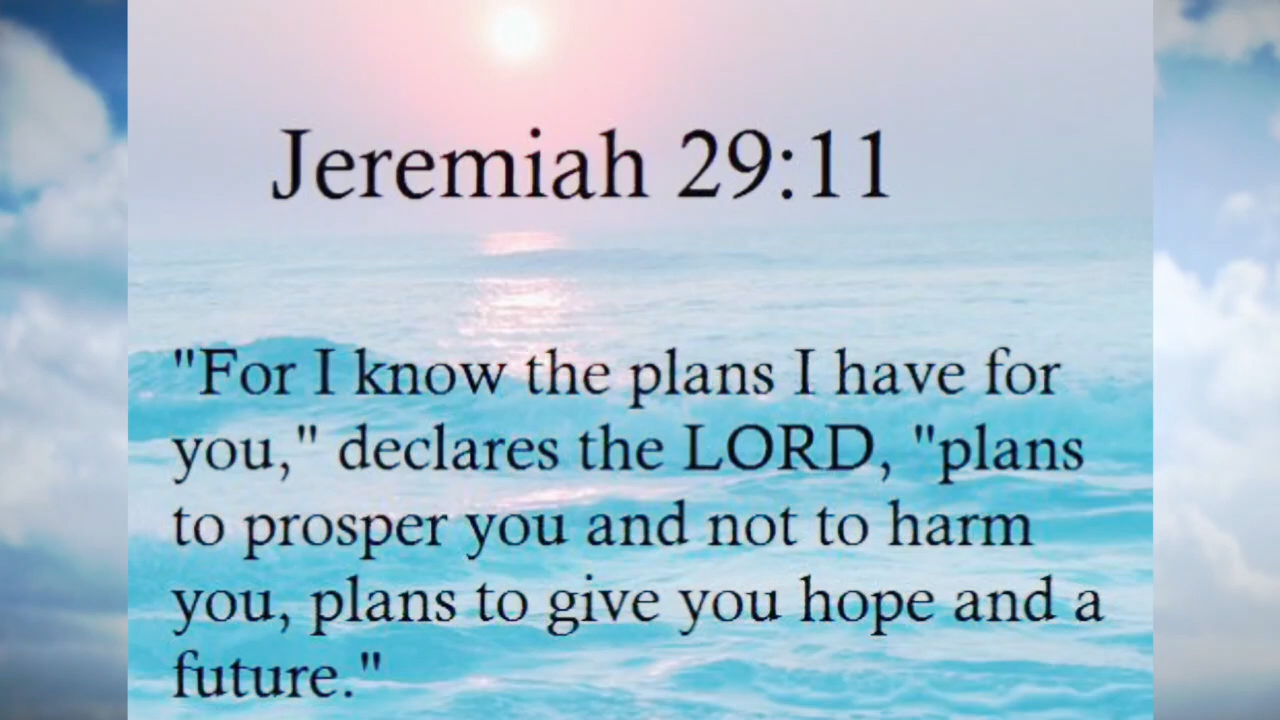 Jeremiah 29:11
"For I know the plans I have for
you," declares the LORD, "plans
to prosper you and not to harm
you, plans to give you hope and a
future."